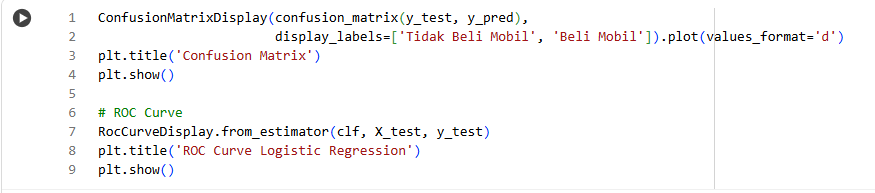 1 ConfusionMatrixDisplay(confusion_matrix(y_test, y_pred),
2                        display_labels=['Tidak Beli Mobil', 'Beli Mobil']).plot(values_format='d')
3 plt.title('Confusion Matrix')
4 plt.show()
5
6 # ROC Curve
7 RocCurveDisplay.from_estimator(clf, X_test, y_test)
8 plt.title('ROC Curve Logistic Regression')
9 plt.show()